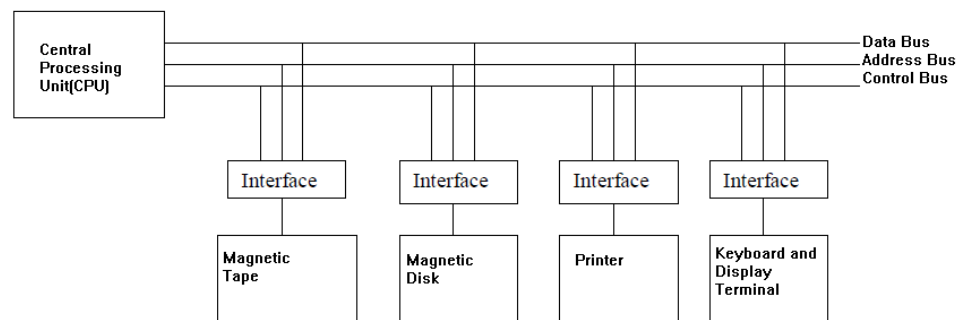 Central
Processing
Unit(CPU)
Data Bus
Address Bus
Control Bus
Interface
Interface
Interface
Interface
Magnetic
Tape
Magnetic
Disk
Printer
Keyboard and
Display
Terminal